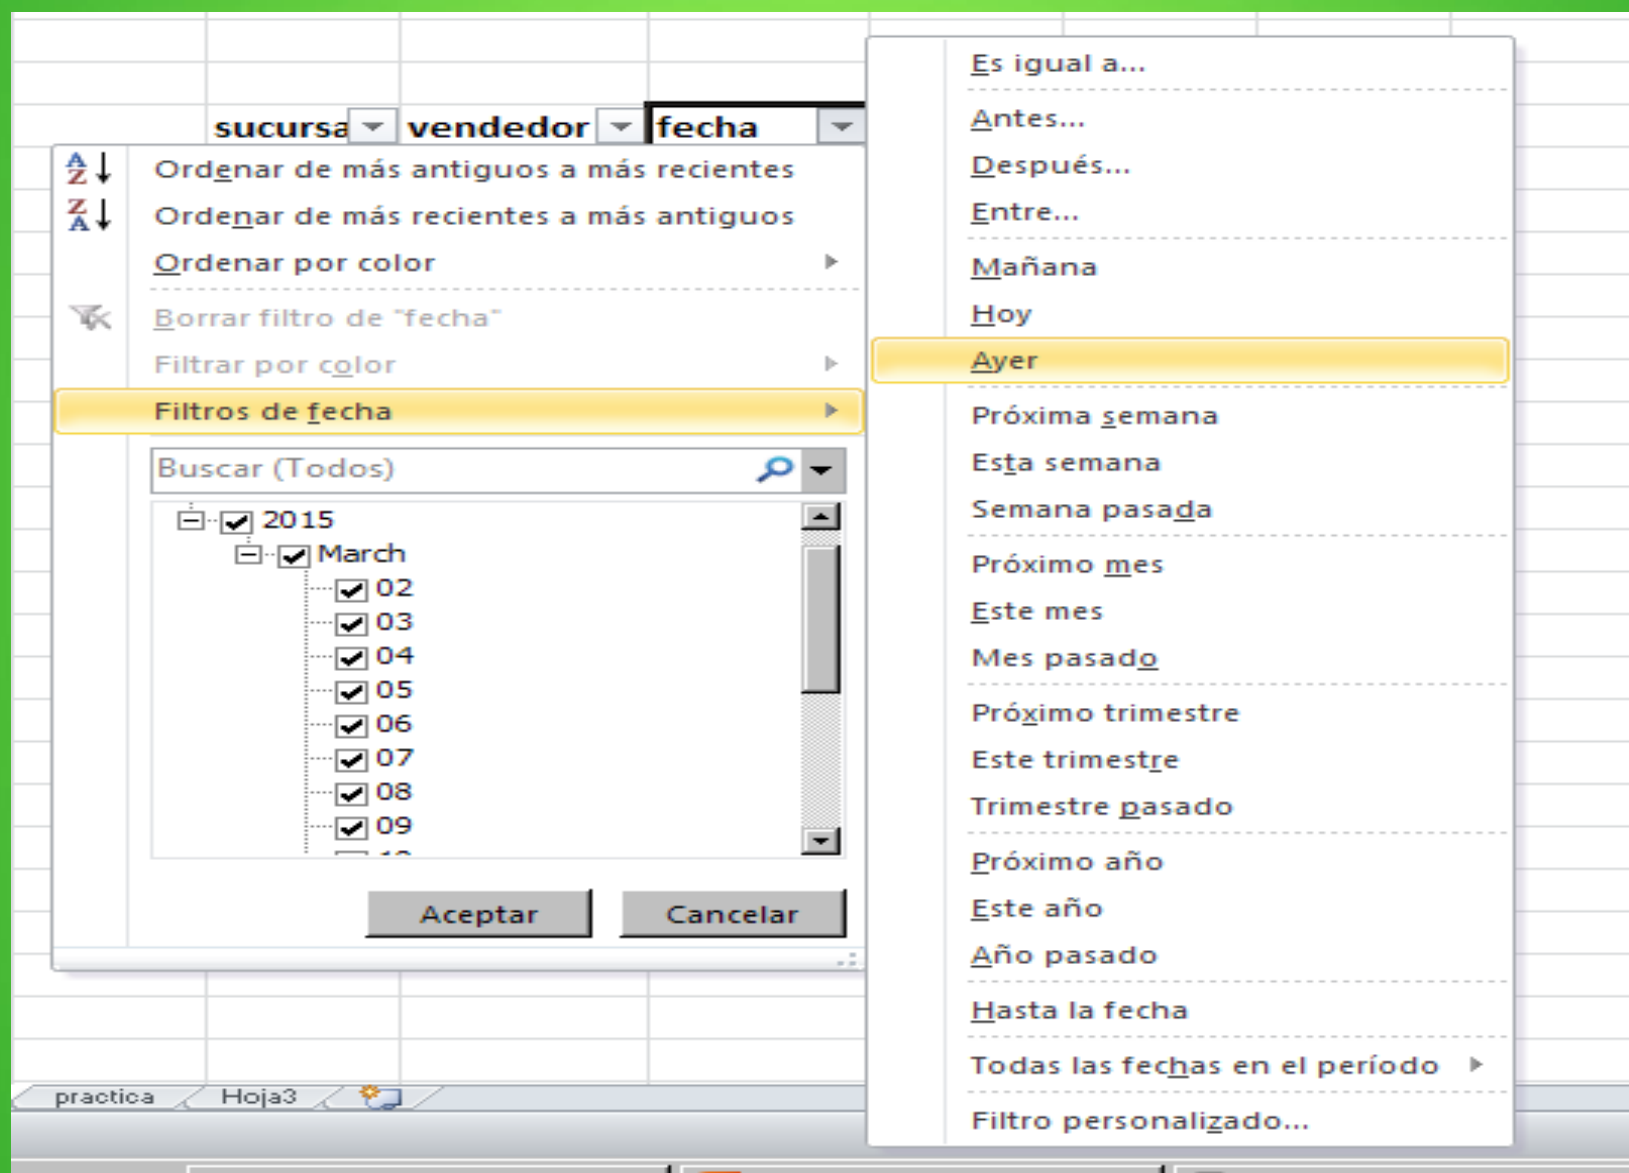 sucursa vendedor fecha
Ordenar de más antiguos a más recientes
Ordenar de más recientes a más antiguos
Ordenar por color
Borrar filtro de "fecha"
Filtrar por color
Filtros de fecha
Buscar (Todos)
2015
March
02
03
04
05
06
07
08
09
Aceptar Cancelar
Es igual a...
Antes...
Después...
Entre...
Mañana
Hoy
Ayer
Próxima semana
Esta semana
Semana pasada
Próximo mes
Este mes
Mes pasado
Próximo trimestre
Este trimestre
Trimestre pasado
Próximo año
Este año
Año pasado
Hasta la fecha
Todas las fechas en el período
Filtro personalizado...
practica Hoja3